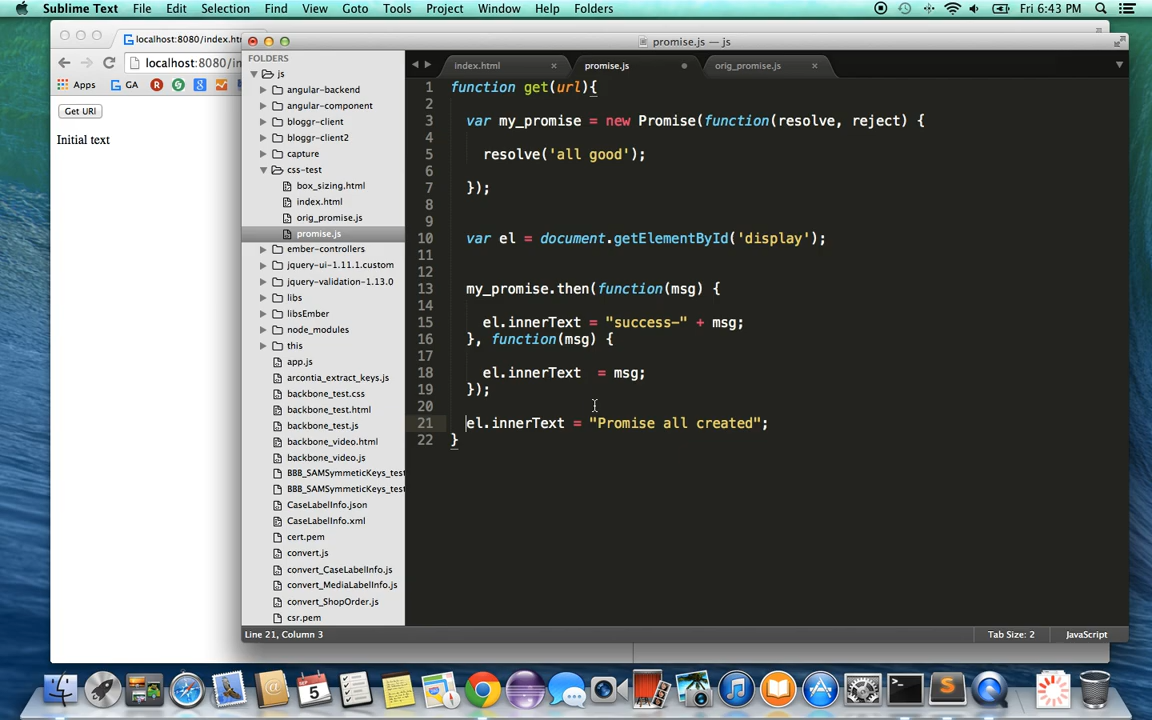 Sublime Text File Edit Selection Find View Goto Tools Project Window Help Folders Fri 6:43 PM
localhost:8080/index.ht
promise.js — js
localhost:8080/in
FOLDERS
index.html promise.js orig_promise.js
js
Apps GA
angular-backend
angular-component
bloggr-client
bloggr-client2
capture
css-test
box_sizing.html
index.html
orig_promise.js
promise.js
ember-controllers
jquery-ui-1.11.1.custom
jquery-validation-1.13.0
libs
libsEmber
node_modules
this
app.js
arcontia_extract_keys.js
backbone_test.css
backbone_test.html
backbone_test.js
backbone_video.html
backbone_video.js
BBB_SAMSymmeticKeys_test
BBB_SAMSymmeticKeys_test
CaseLabelInfo.json
CaseLabelInfo.xml
cert.pem
convert.js
convert_CaseLabelInfo.js
convert_MediaLabelInfo.js
convert_ShopOrder.js
csr.pem
Get URI
Initial text
1 function get(url){
2
3 var my_promise = new Promise(function(resolve, reject) {
4
5 resolve('all good');
6
7 });
8
9
10 var el = document.getElementById('display');
11
12
13 my_promise.then(function(msg) {
14
15 el.innerText = "success-" + msg;
16 }, function(msg) {
17
18 el.innerText  = msg;
19 });
20
21 el.innerText = "Promise all created";
22 }
Line 21, Column 3 Tab Size: 2 JavaScript
SEP
5